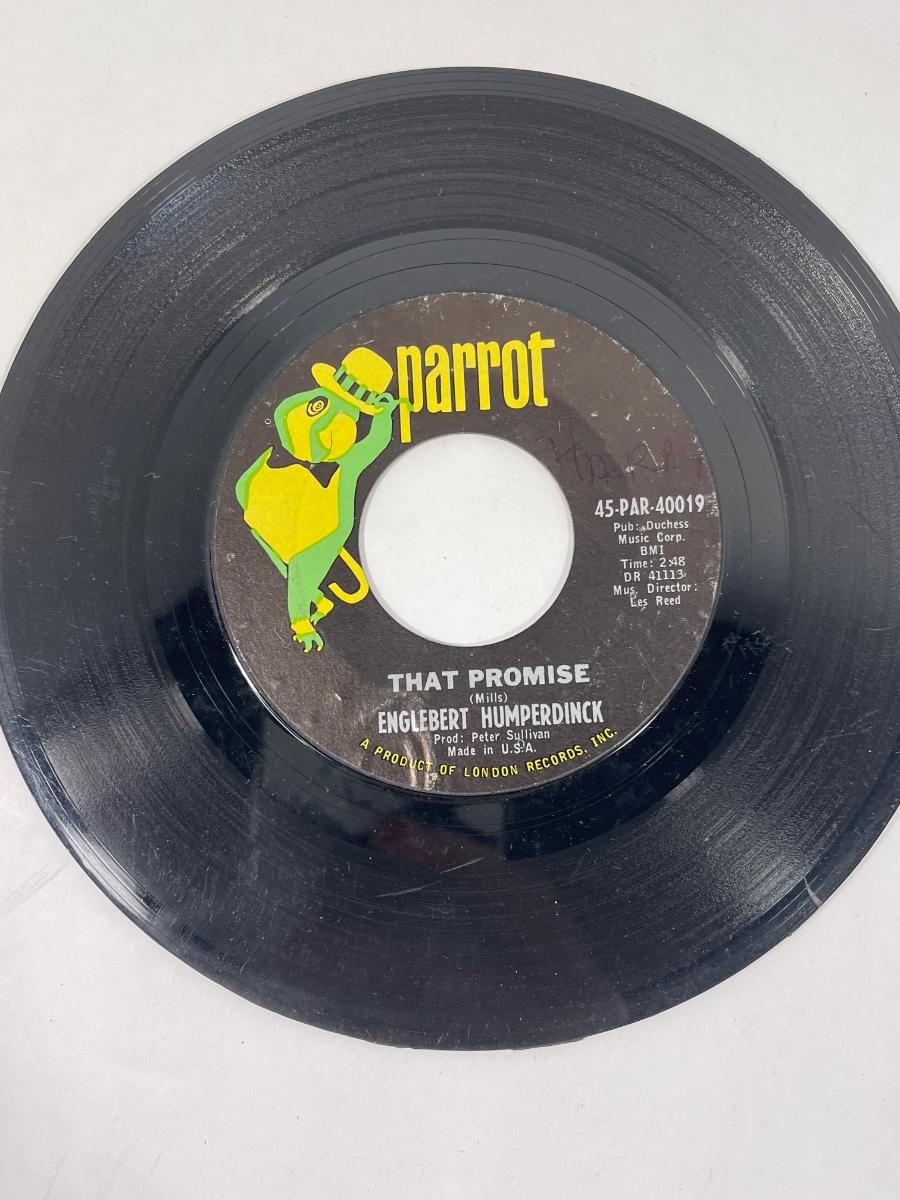 parrot
45-PAR-40019
Pub: Duchess
Music Corp.
BMI
Time: 2:48
DR 41113
Mus. Director:
Les Reed
THAT PROMISE
(Mills)
ENGLEBERT HUMPERDINCK
Prod: Peter Sullivan
Made in U.S.A.
A PRODUCT OF LONDON RECORDS, INC.